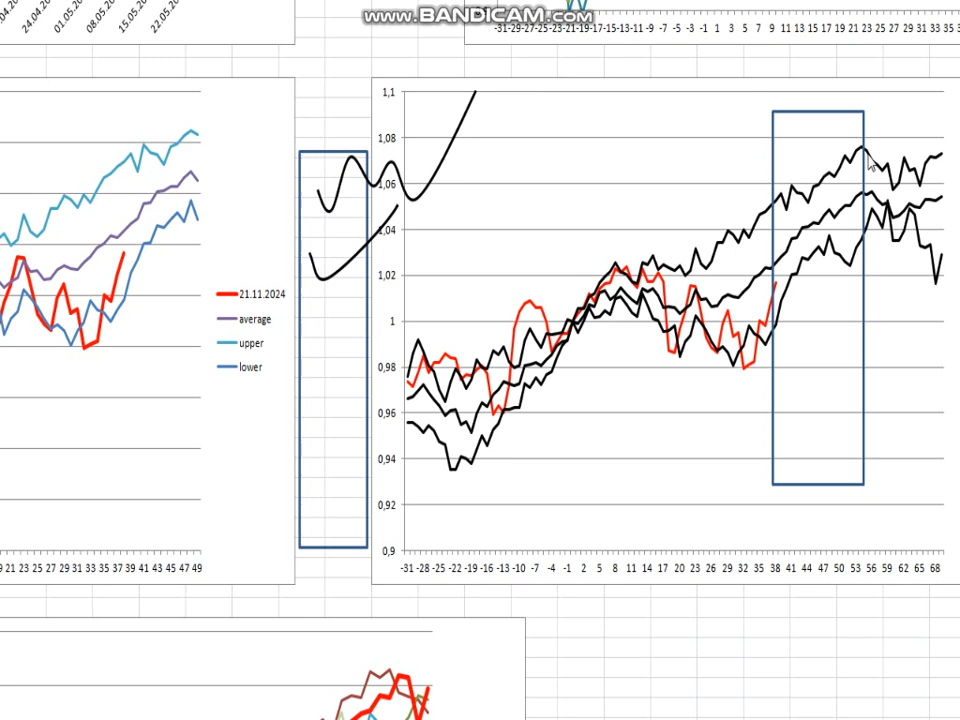 www.BANDICAM.com
24.04.
01.05.
08.05.
15.05.
22.05.
-31-29-27-25-23-21-19-17-15-13-11-9 -7 -5 -3 -1 1 3 5 7 9 11 13 15 17 19 21 23 25 27 29 31 33 35
21.11.2024
average
upper
lower
19 21 23 25 27 29 31 33 35 37 39 41 43 45 47 49
1,1
1,08
1,06
1,04
1,02
1
0,98
0,96
0,94
0,92
0,9
-31 -28 -25 -22 -19 -16 -13 -10 -7 -4 -1 2 5 8 11 14 17 20 23 26 29 32 35 38 41 44 47 50 53 56 59 62 65 68